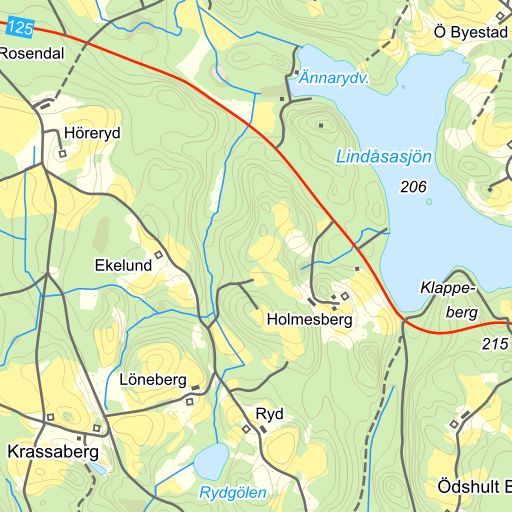 125
Rosendal
Ö Byestad
Ännarydv.
Höreryd
Lindåsasjön
206
Ekelund
Klappe-
berg
Holmesberg
215
Löneberg
Ryd
Krassaberg
Rydgölen
Ödshult B